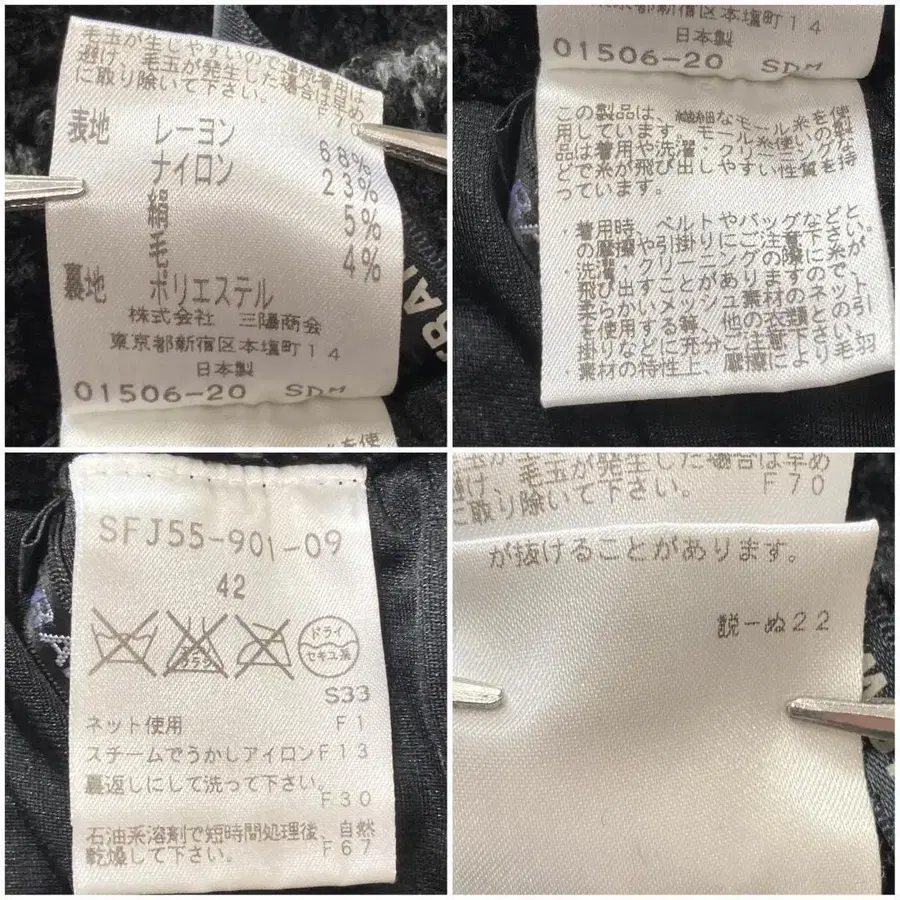 毛玉が生じやすいので連続着用は
避け、毛玉が発生した場合は早め
に取り除いて下さい。 F70
表地 レーヨン 68%
ナイロン 23%
絹 5%
毛 4%
裏地 ポリエステル
株式会社 三陽商会
東京都新宿区本塩町14
日本製
01506-20 SDM
を使
東京都新宿区本塩町14
日本製
01506-20 SDM
この製品は、繊細なモール糸を使
用しています。モール糸使いの製
品は着用や洗濯・クリーニングな
どで糸が飛び出しやすい性質を持
っています。
・着用時、ベルトやバッグなどと
の摩擦や引掛りにご注意下さい。
・洗濯・クリーニングの際、糸が
飛び出すことがありますので、
柔らかいメッシュ素材のネット
を使用する等、他の衣類との引
掛りなどに充分ご注意下さい。
・素材の特性上、摩擦により毛羽
SFJ55-901-09
42
ブラシ
ドライ
セキユ系
S33
ネット使用 F1
スチームでうかしアイロン F13
裏返しにして洗って下さい。
F30
石油系溶剤で短時間処理後、自然
乾燥して下さい。 F67
避け、毛玉が発生した場合は早め
に取り除いて下さい。 F70
が抜けることがあります。
説-ぬ22